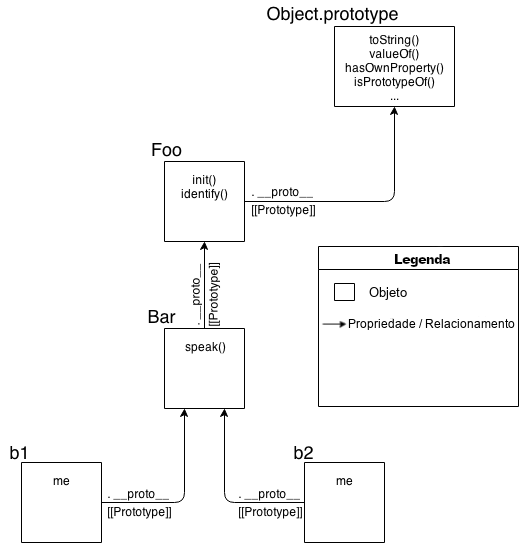 Object.prototype
toString()
valueOf()
hasOwnProperty()
isPrototypeOf()
...
Foo
init()
identify()
. __proto__
[[Prototype]]
. __proto__
[[Prototype]]
Legenda
Objeto
Propriedade / Relacionamento
Bar
speak()
b1
me
. __proto__
[[Prototype]]
b2
me
. __proto__
[[Prototype]]